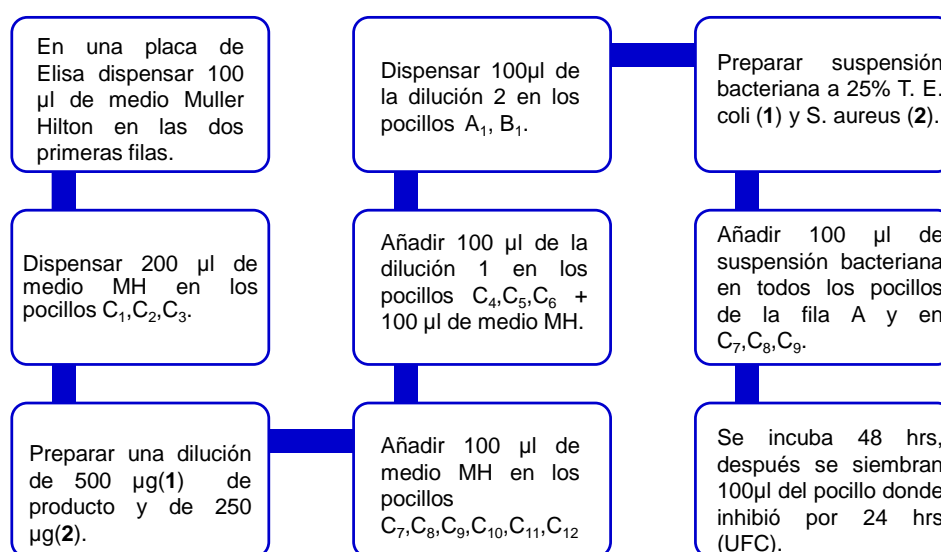 En una placa de
Elisa dispensar 100
µl de medio Muller
Hilton en las dos
primeras filas.
Dispensar 200 µl de
medio MH en los
pocillos C₁,C₂,C₃.
Preparar una dilución
de 500 µg(1) de
producto y de 250
µg(2).
Añadir 100 µl de
medio MH en los
pocillos
C₇,C₈,C₉,C₁₀,C₁₁,C₁₂
Añadir 100 µl de la
dilución 1 en los
pocillos C₄,C₅,C₆ +
100 µl de medio MH.
Dispensar 100µl de
la dilución 2 en los
pocillos A₁, B₁.
Preparar suspensión
bacteriana a 25% T. E.
coli (1) y S. aureus (2).
Añadir 100 µl de
suspensión bacteriana
en todos los pocillos
de la fila A y en
C₇,C₈,C₉.
Se incuba 48 hrs,
después se siembran
100µl del pocillo donde
inhibió por 24 hrs
(UFC).